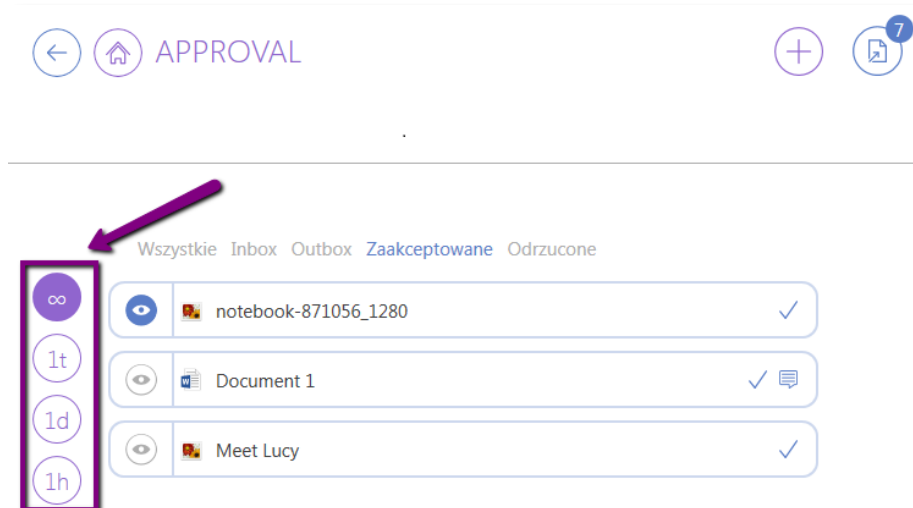 APPROVAL
7
.
Wszystkie Inbox Outbox Zaakceptowane Odrzucone
∞
notebook-871056_1280
1t
Document 1
1d
Meet Lucy
1h